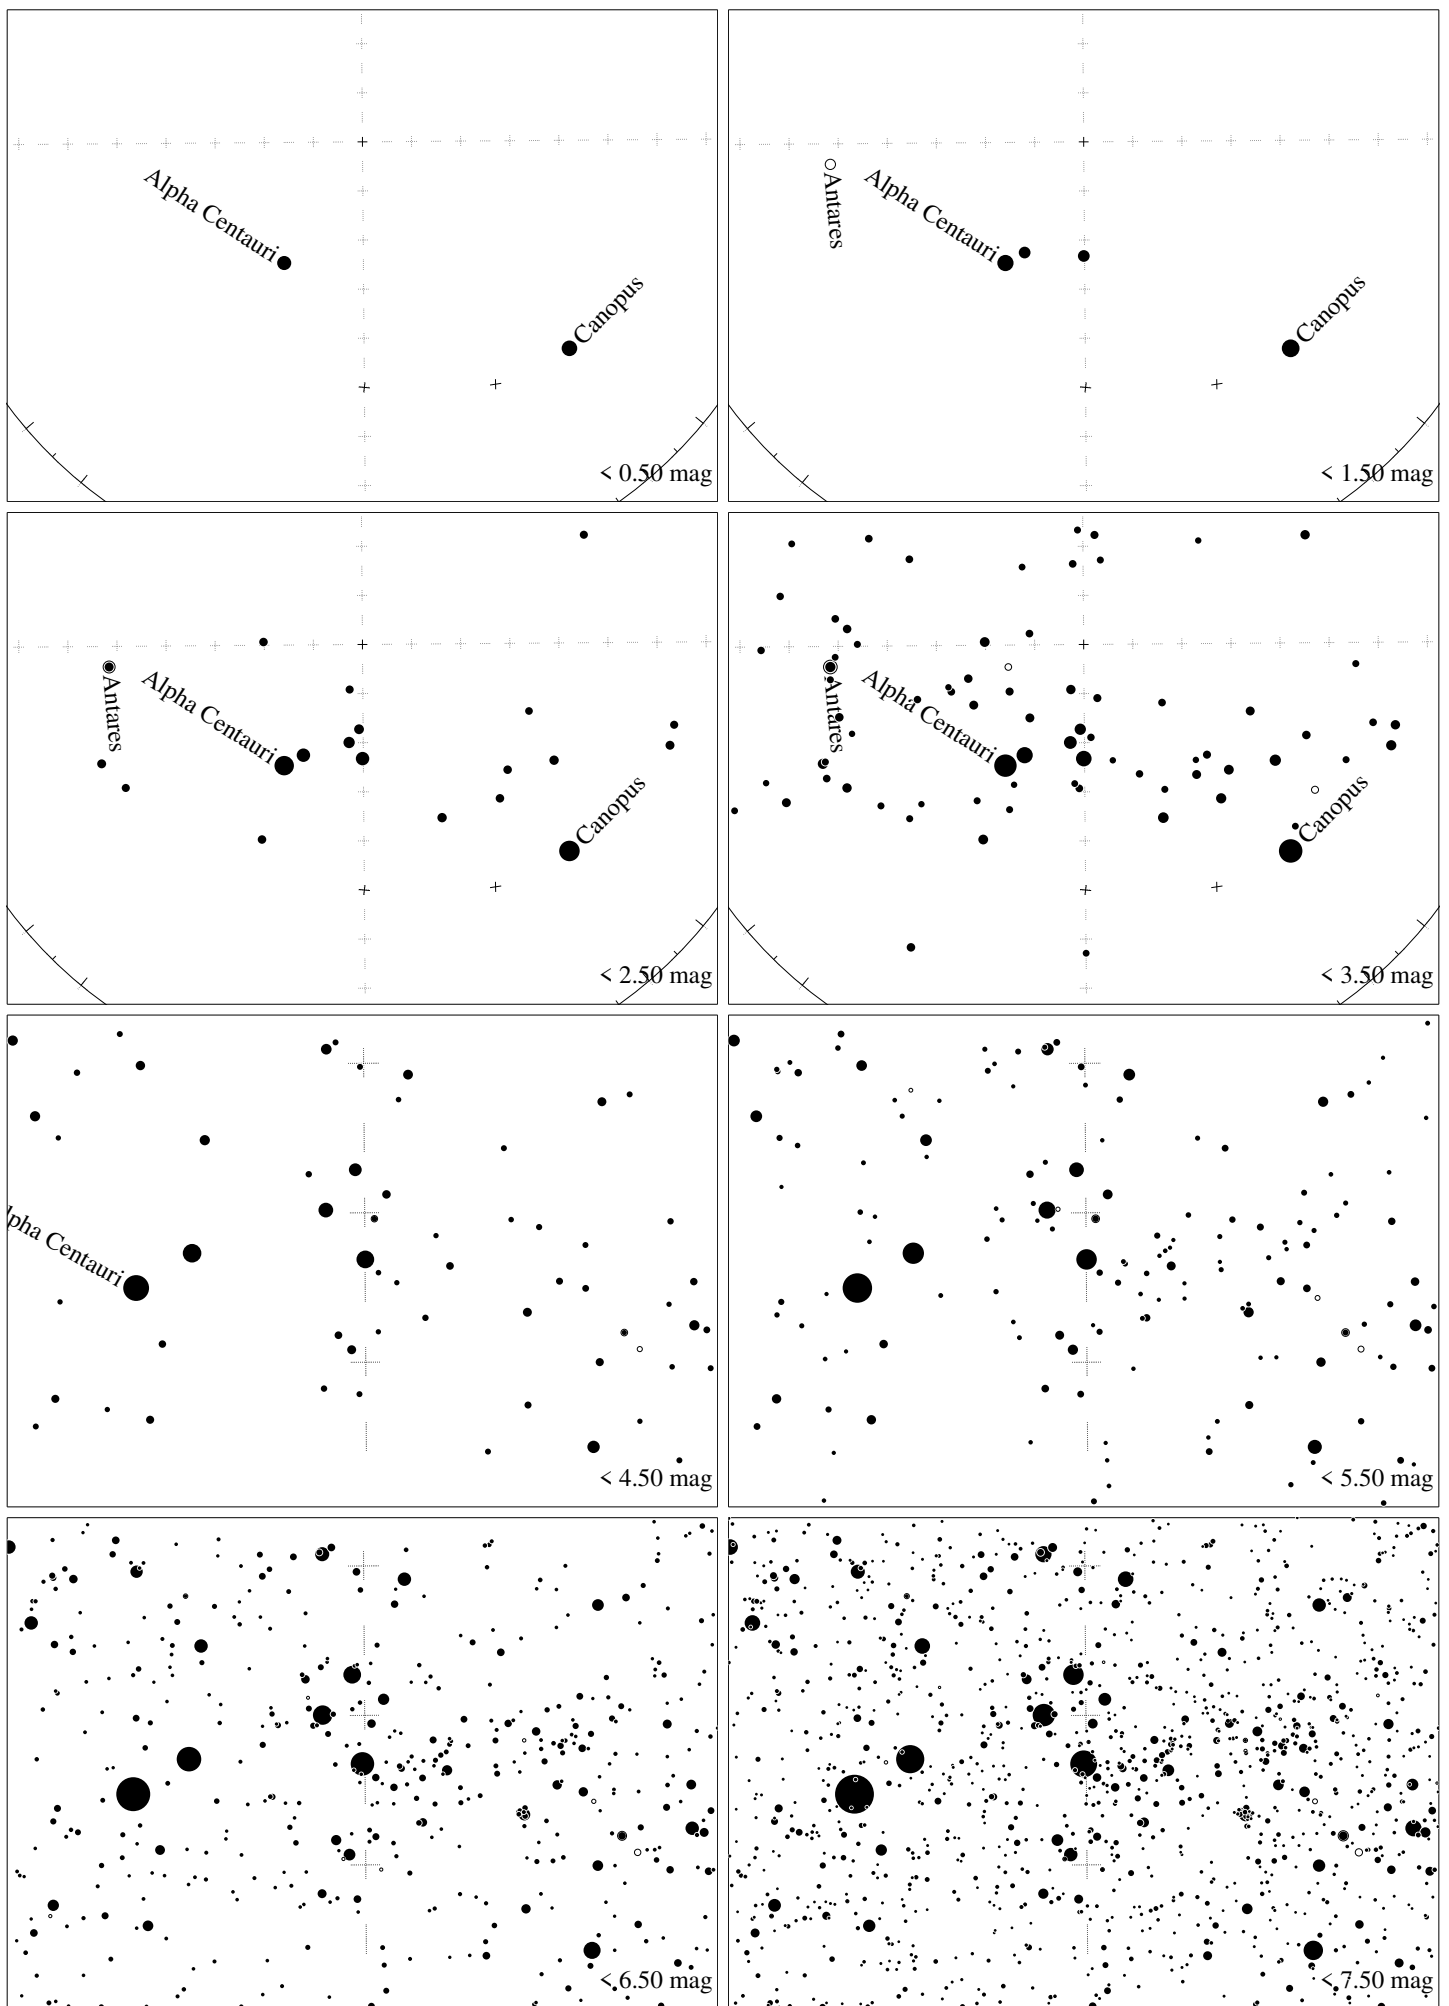 Alpha Centauri
Canopus
< 0.50 mag
Antares
Alpha Centauri
Canopus
< 1.50 mag
Antares
Alpha Centauri
Canopus
< 2.50 mag
Antares
Alpha Centauri
Canopus
< 3.50 mag
lpha Centauri
< 4.50 mag
< 5.50 mag
< 6.50 mag
< 7.50 mag